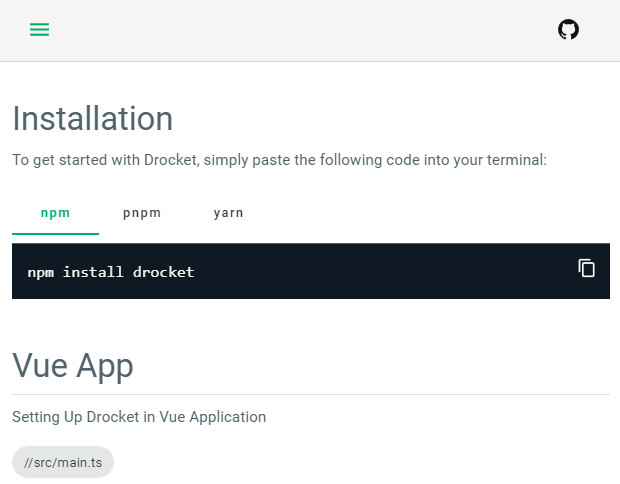 Installation
To get started with Drocket, simply paste the following code into your terminal:
npm pnpm yarn
npm install drocket
Vue App
Setting Up Drocket in Vue Application
//src/main.ts